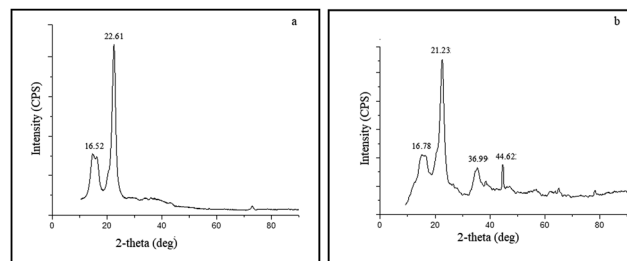 a
22.61
16.52
Intensity (CPS)
0 20 40 60 80
2-theta (deg)
b
21.23
16.78
36.99
44.62
Intensity (CPS)
0 20 40 60 80
2-theta (deg)